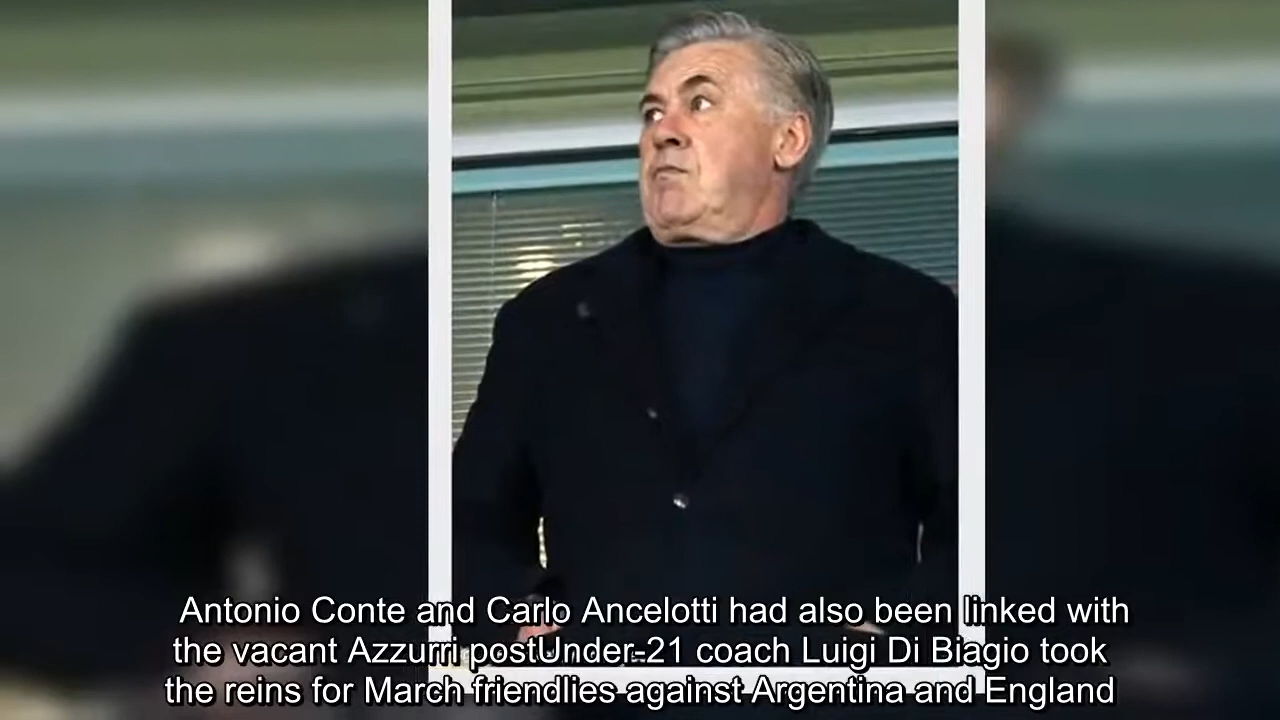 Antonio Conte and Carlo Ancelotti had also been linked with
the vacant Azzurri postUnder-21 coach Luigi Di Biagio took
the reins for March friendlies against Argentina and England